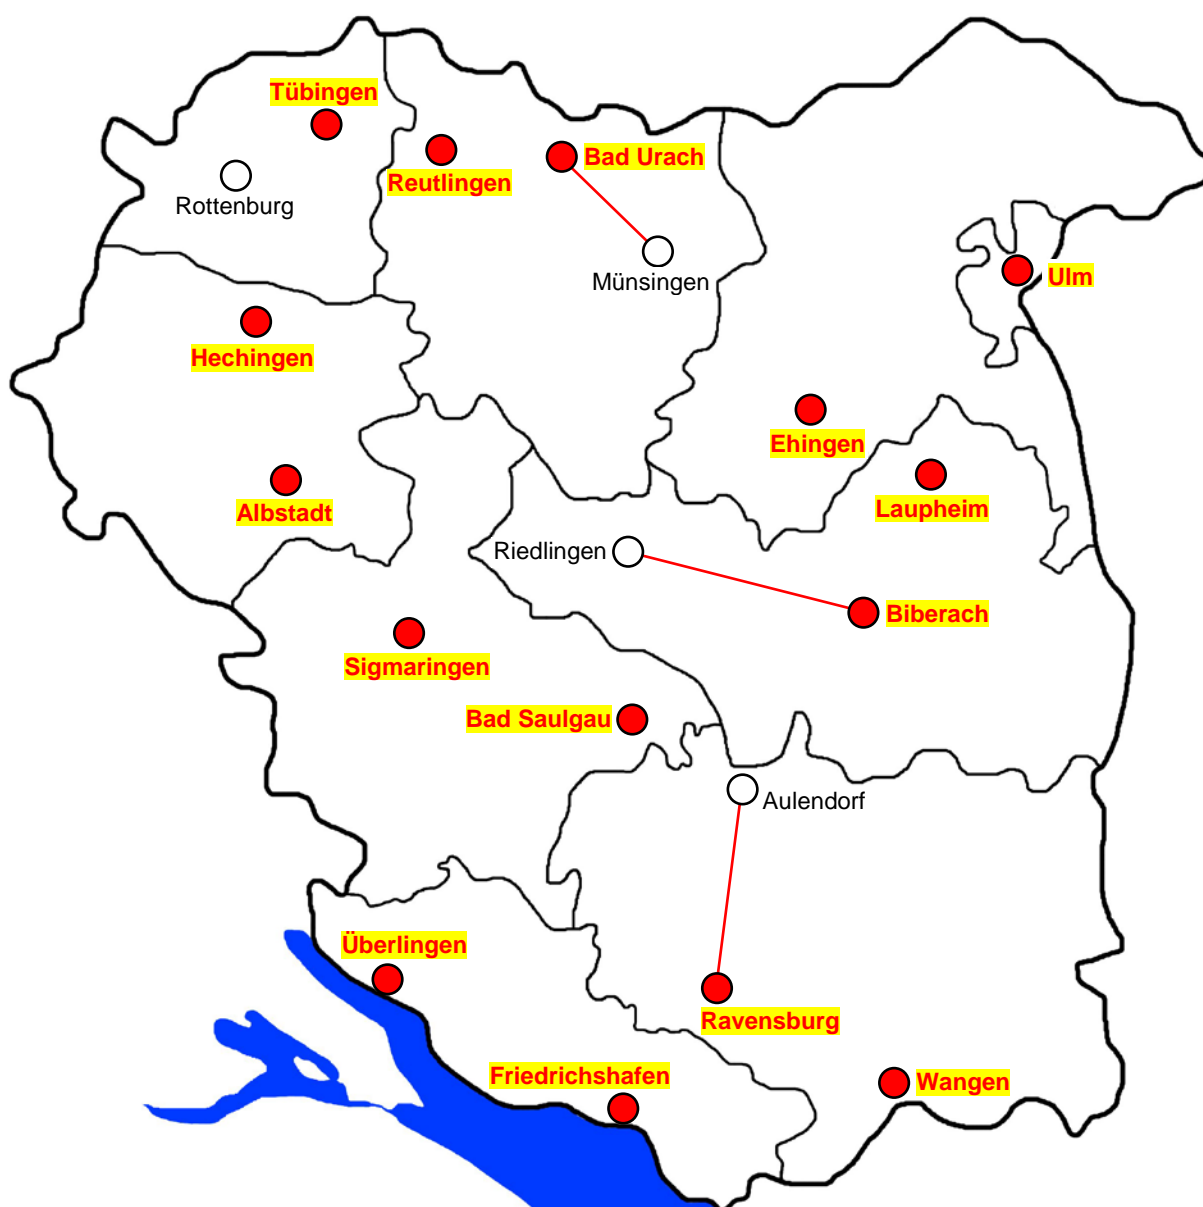 Tübingen
Bad Urach
Reutlingen
Rottenburg
Münsingen
Ulm
Hechingen
Ehingen
Laupheim
Albstadt
Riedlingen
Biberach
Sigmaringen
Bad Saulgau
Aulendorf
Überlingen
Ravensburg
Friedrichshafen
Wangen